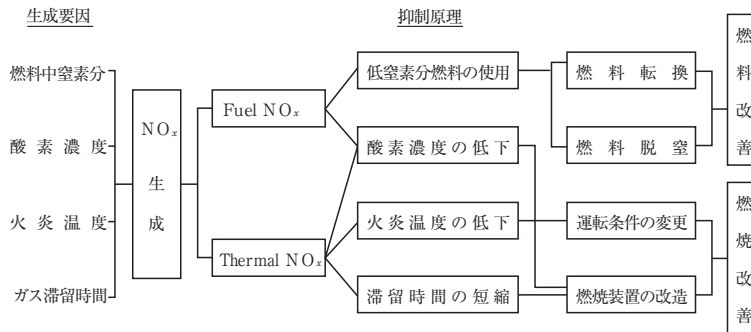 生成要因
抑制原理
燃料中窒素分
酸素濃度
火炎温度
ガス滞留時間
NOx
生
成
Fuel NOx
Thermal NOx
低窒素分燃料の使用
酸素濃度の低下
火炎温度の低下
滞留時間の短縮
燃料転換
燃料脱窒
運転条件の変更
燃焼装置の改造
燃
料
改
善
燃
焼
改
善